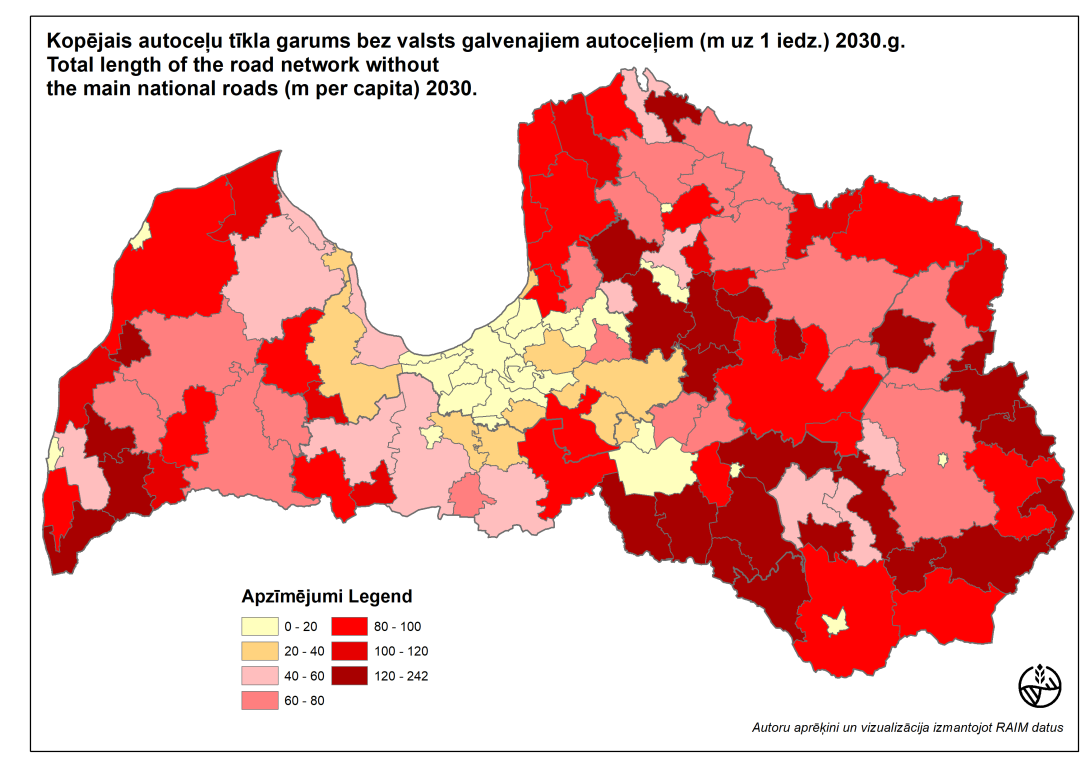 Kopējais autoceļu tīkla garums bez valsts galvenajiem autoceļiem (m uz 1 iedz.) 2030.g.
Total length of the road network without
the main national roads (m per capita) 2030.
Apzīmējumi Legend
0 - 20
80 - 100
20 - 40
100 - 120
40 - 60
120 - 242
60 - 80
Autoru aprēķini un vizualizācija izmantojot RAIM datus